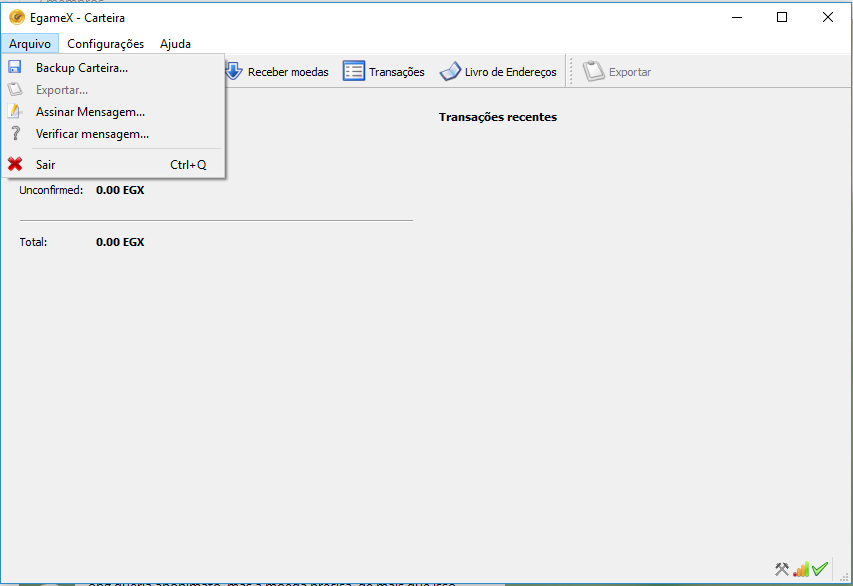 EgameX - Carteira
Arquivo Configurações Ajuda
Backup Carteira...
Exportar...
Assinar Mensagem...
Verificar mensagem...
Sair Ctrl+Q
Receber moedas Transações Livro de Endereços Exportar
Transações recentes
Unconfirmed: 0.00 EGX
Total: 0.00 EGX